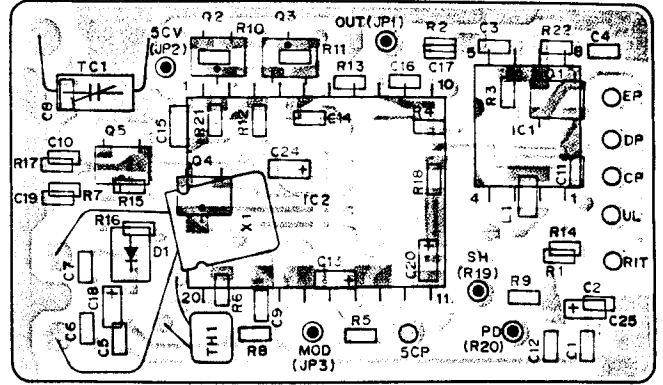 Q2
Q3
OUT(JP1)
5CV
(JP2)
R10
R11
R2
C3
R22
C4
5
8
TC1
C8
R13
C16
C17
10
1
R3
Q1
EP
C15
R21
R12
C14
R4
IC1
C10
Q5
DP
R17
C24
C11
Q4
R18
CP
C19
R7
R15
IC2
4
1
L1
UL
R16
X1
D1
R14
SH
(R19)
R1
RIT
C7
C13
C20
C18
20
R6
11
R9
C2
C25
C6
C5
C9
TH1
R8
MOD
(JP3)
R5
5CP
PD
(R20)
C12
C1